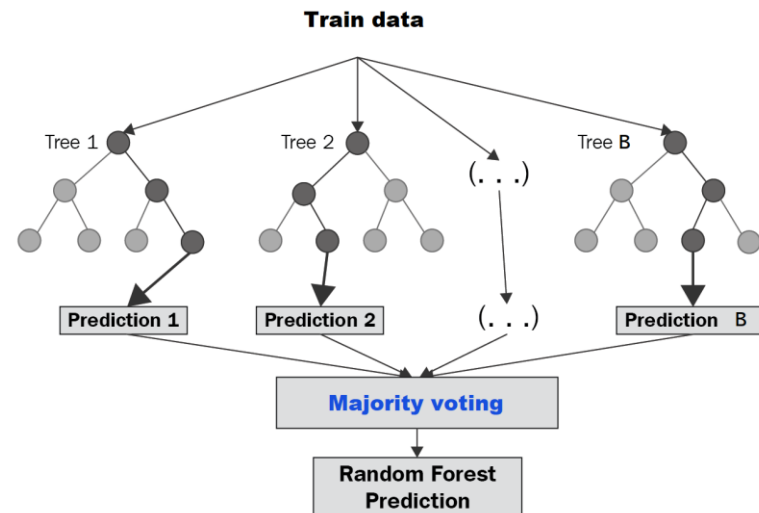 Train data
Tree 1
Tree 2
(. . .)
Tree B
Prediction 1
Prediction 2
(. . .)
Prediction B
Majority voting
Random Forest
Prediction